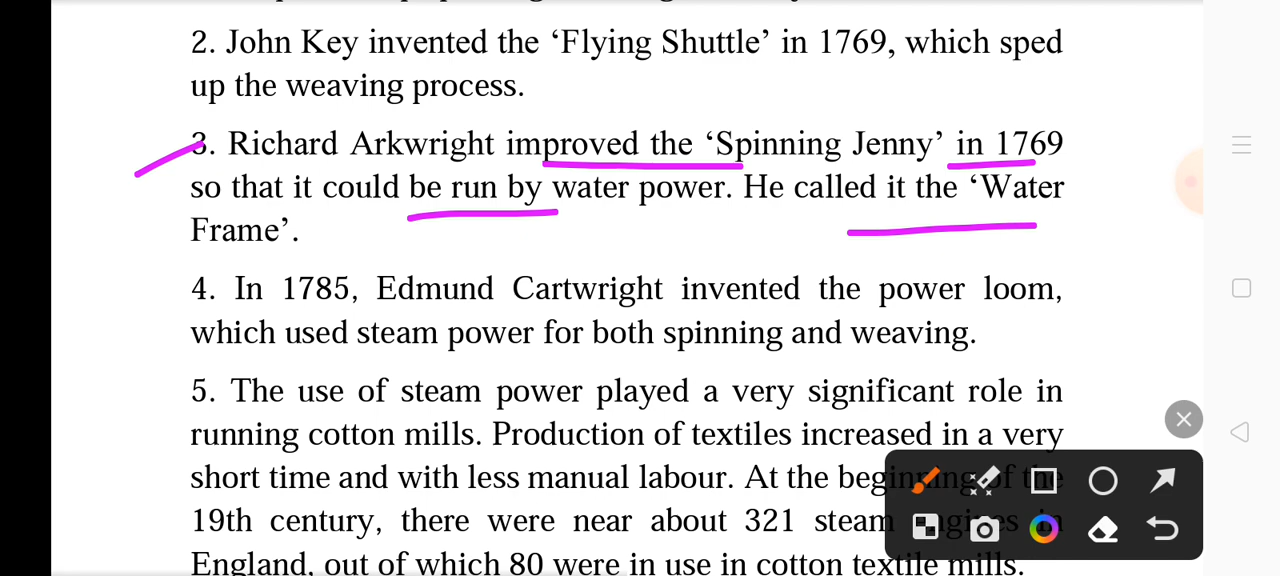 2. John Key invented the ‘Flying Shuttle’ in 1769, which sped
up the weaving process.
3. Richard Arkwright improved the ‘Spinning Jenny’ in 1769
so that it could be run by water power. He called it the ‘Water
Frame’.
4. In 1785, Edmund Cartwright invented the power loom,
which used steam power for both spinning and weaving.
5. The use of steam power played a very significant role in
running cotton mills. Production of textiles increased in a very
short time and with less manual labour. At the beginning of the
19th century, there were near about 321 steam engines in
England, out of which 80 were in use in cotton textile mills.